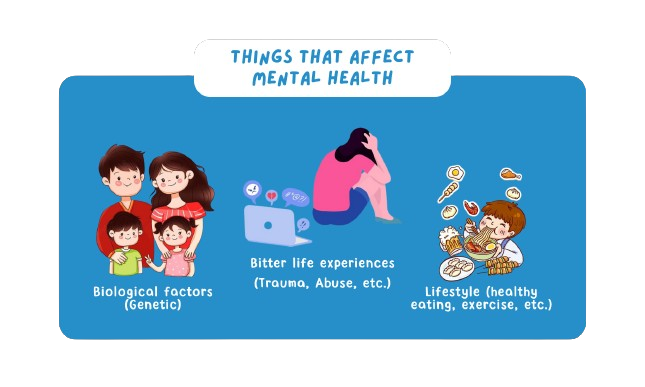 THINGS THAT AFFECT
MENTAL HEALTH
Biological factors
(Genetic)
Bitter life experiences
(Trauma, Abuse, etc.)
Lifestyle (healthy
eating, exercise, etc.)